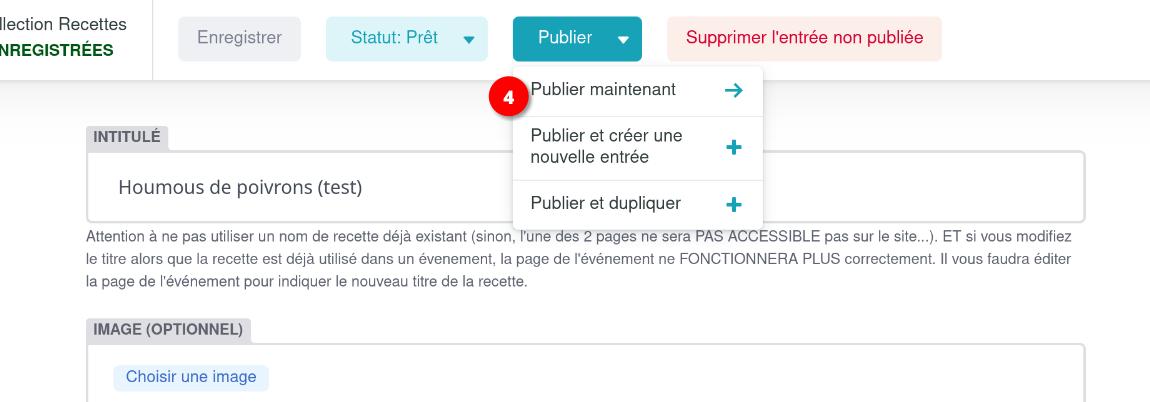 llection Recettes
NREGISTRÉES
Enregistrer
Statut: Prêt
Publier
Supprimer l'entrée non publiée
4
Publier maintenant
Publier et créer une
nouvelle entrée
Publier et dupliquer
INTITULÉ
Houmous de poivrons (test)
Attention à ne pas utiliser un nom de recette déjà existant (sinon, l'une des 2 pages ne sera PAS ACCESSIBLE pas sur le site...). ET si vous modifiez
le titre alors que la recette est déjà utilisé dans un évenement, la page de l'événement ne FONCTIONNERA PLUS correctement. Il vous faudra éditer
la page de l'événement pour indiquer le nouveau titre de la recette.
IMAGE (OPTIONNEL)
Choisir une image